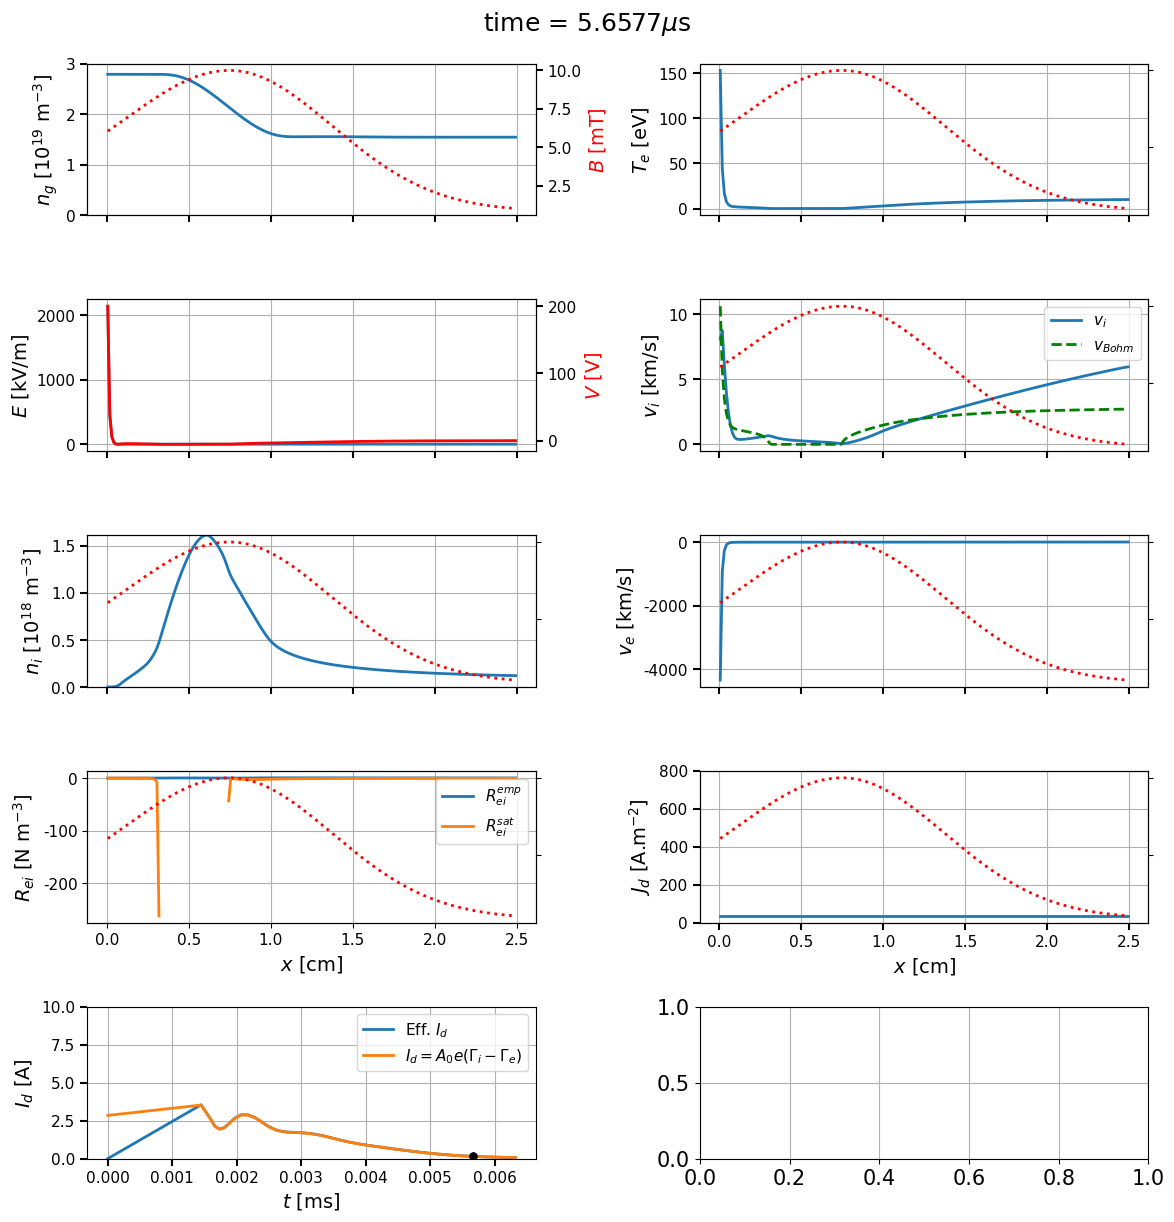 time = 5.6577μs
3
2
1
0
n_g [10^19 m^−3]
10.0
7.5
5.0
2.5
B [mT]
150
100
50
0
T_e [eV]
2000
1000
0
E [kV/m]
200
100
0
V [V]
10
5
0
v_i [km/s]
v_i
v_Bohm
1.5
1.0
0.5
0.0
n_i [10^18 m^−3]
0
-2000
-4000
v_e [km/s]
0
-100
-200
R_ei [N m^−3]
R_ei^emp
R_ei^sat
0.0 0.5 1.0 1.5 2.0 2.5
x [cm]
800
600
400
200
0
J_d [A.m^−2]
0.0 0.5 1.0 1.5 2.0 2.5
x [cm]
10.0
7.5
5.0
2.5
0.0
I_d [A]
Eff. I_d
I_d = A_0e(Γ_i − Γ_e)
0.000 0.001 0.002 0.003 0.004 0.005 0.006
t [ms]
1.0
0.5
0.0
0.0 0.2 0.4 0.6 0.8 1.0